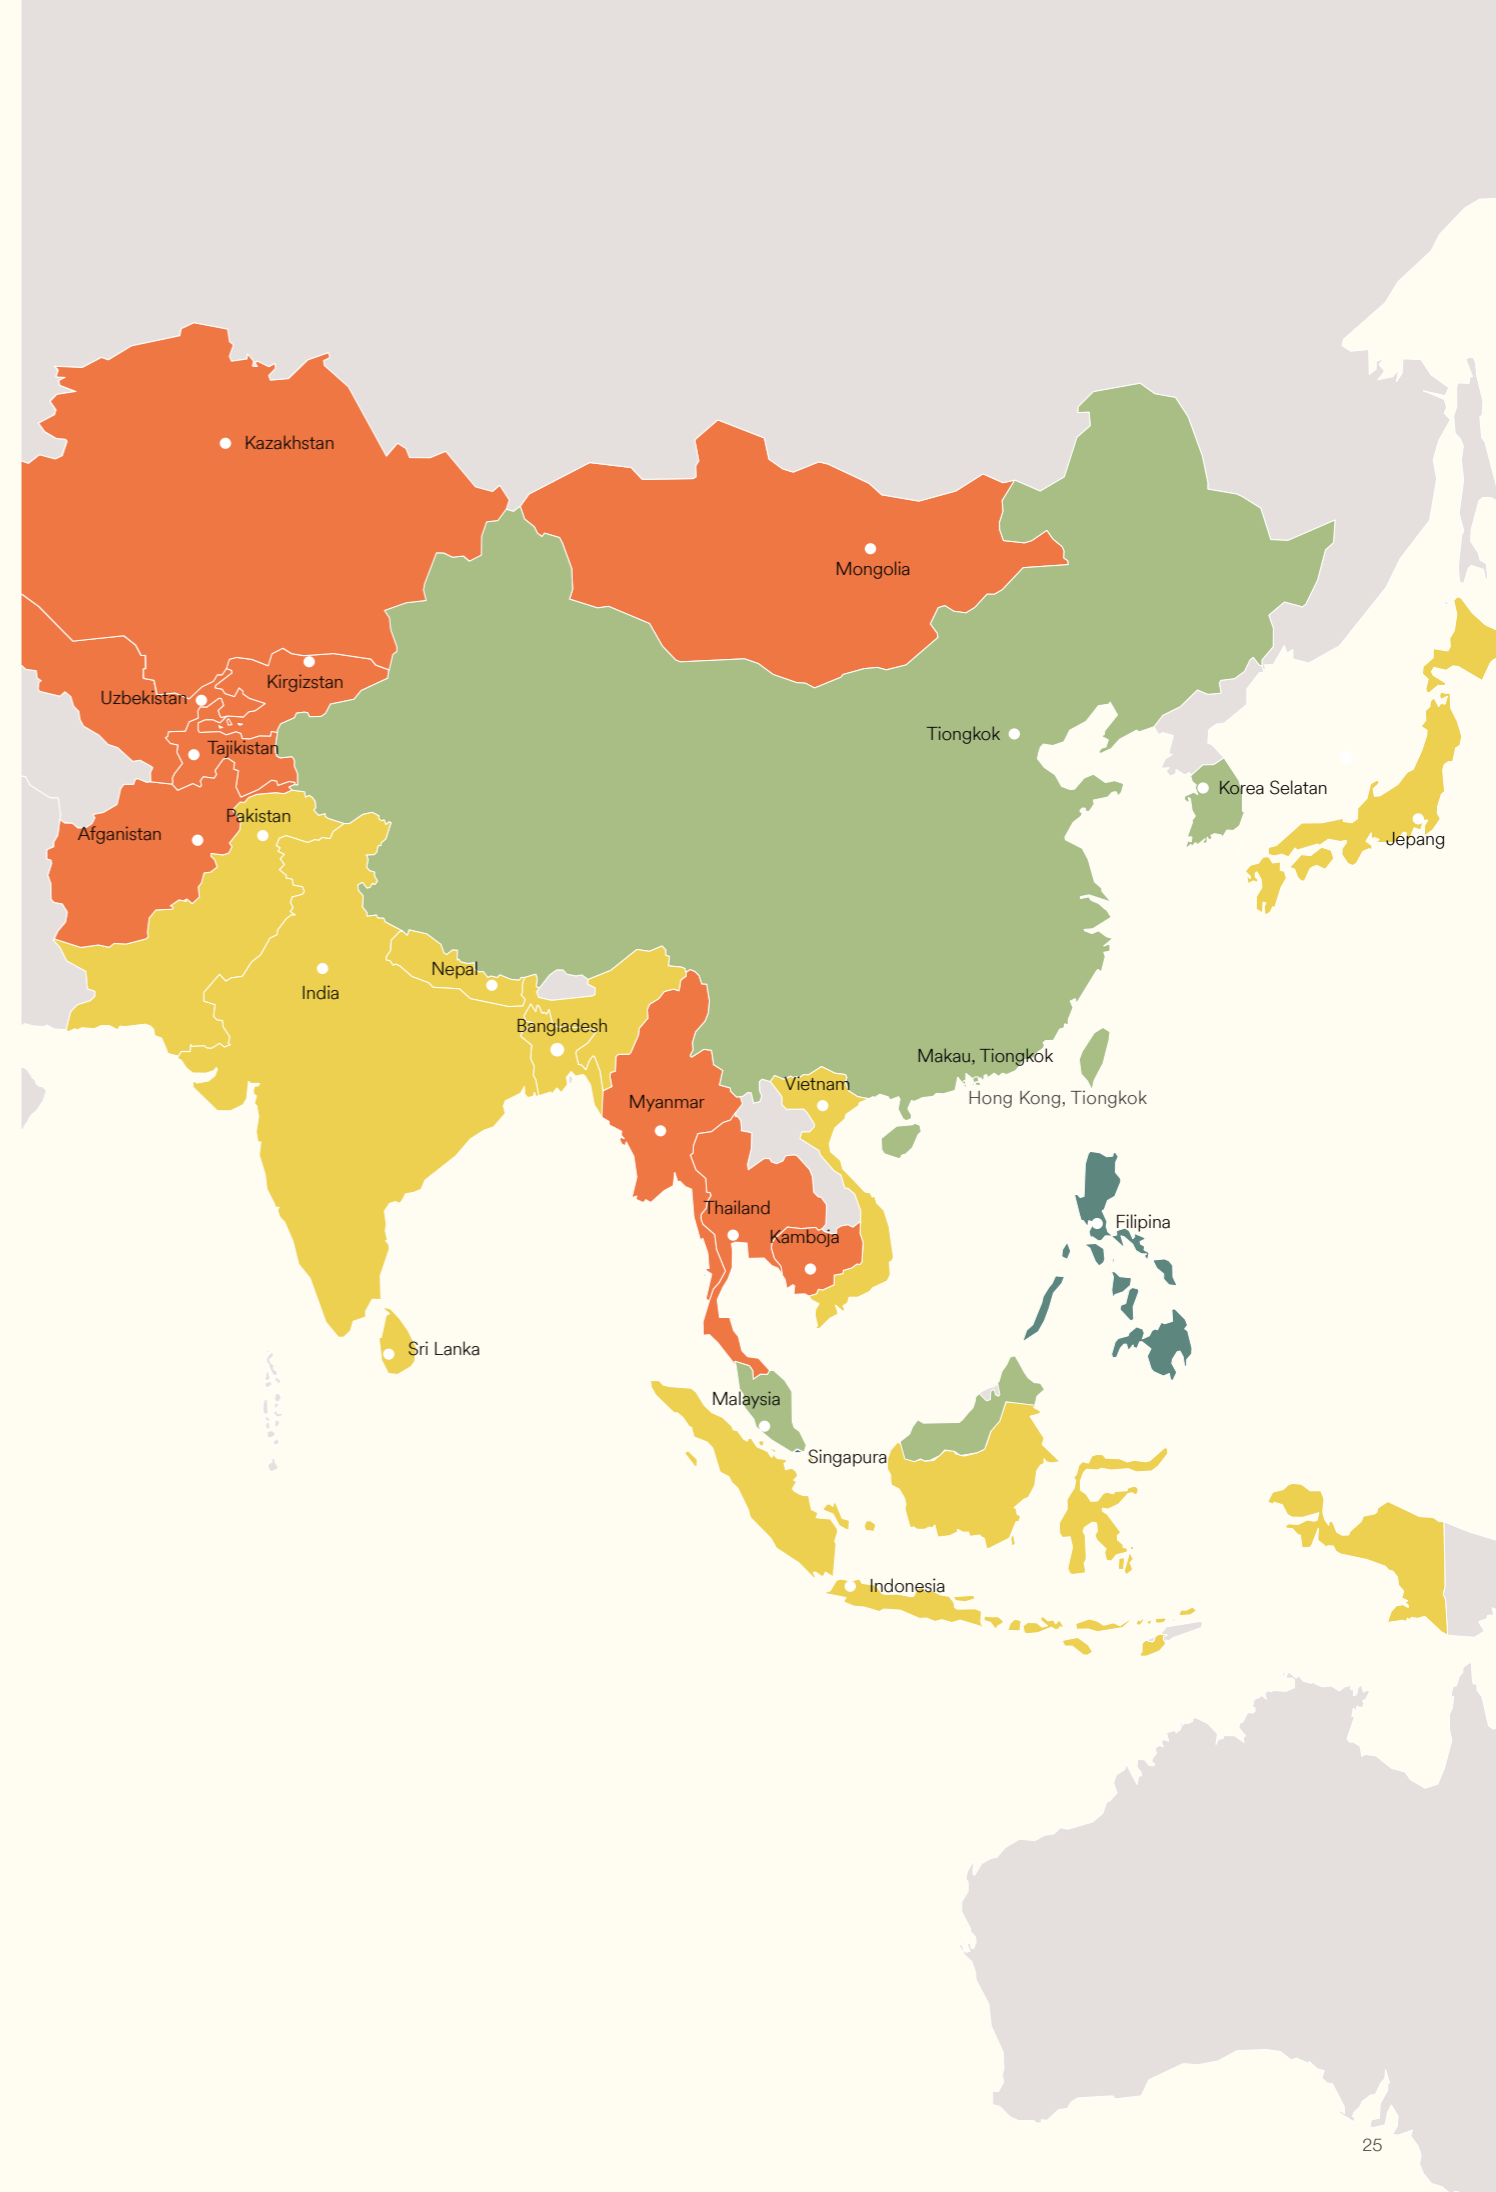 Kazakhstan
Mongolia
Kirgizstan
Uzbekistan
Tiongkok
Tajikistan
Korea Selatan
Pakistan
Afganistan
Jepang
Nepal
India
Bangladesh
Makau, Tiongkok
Vietnam
Hong Kong, Tiongkok
Myanmar
Thailand
Filipina
Kamboja
Sri Lanka
Malaysia
Singapura
Indonesia
25